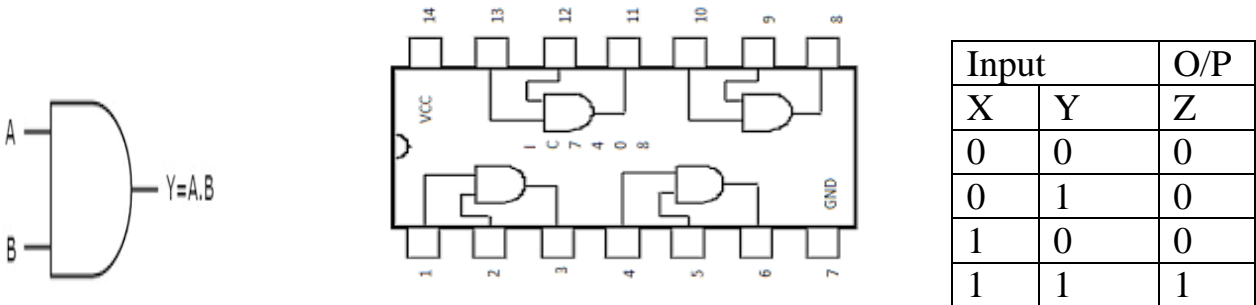 A
B
Y=A.B
14 13 12 11 10 9 8
VCC
I C 7 4 0 8
GND
1 2 3 4 5 6 7
Input O/P
X Y Z
0 0 0
0 1 0
1 0 0
1 1 1